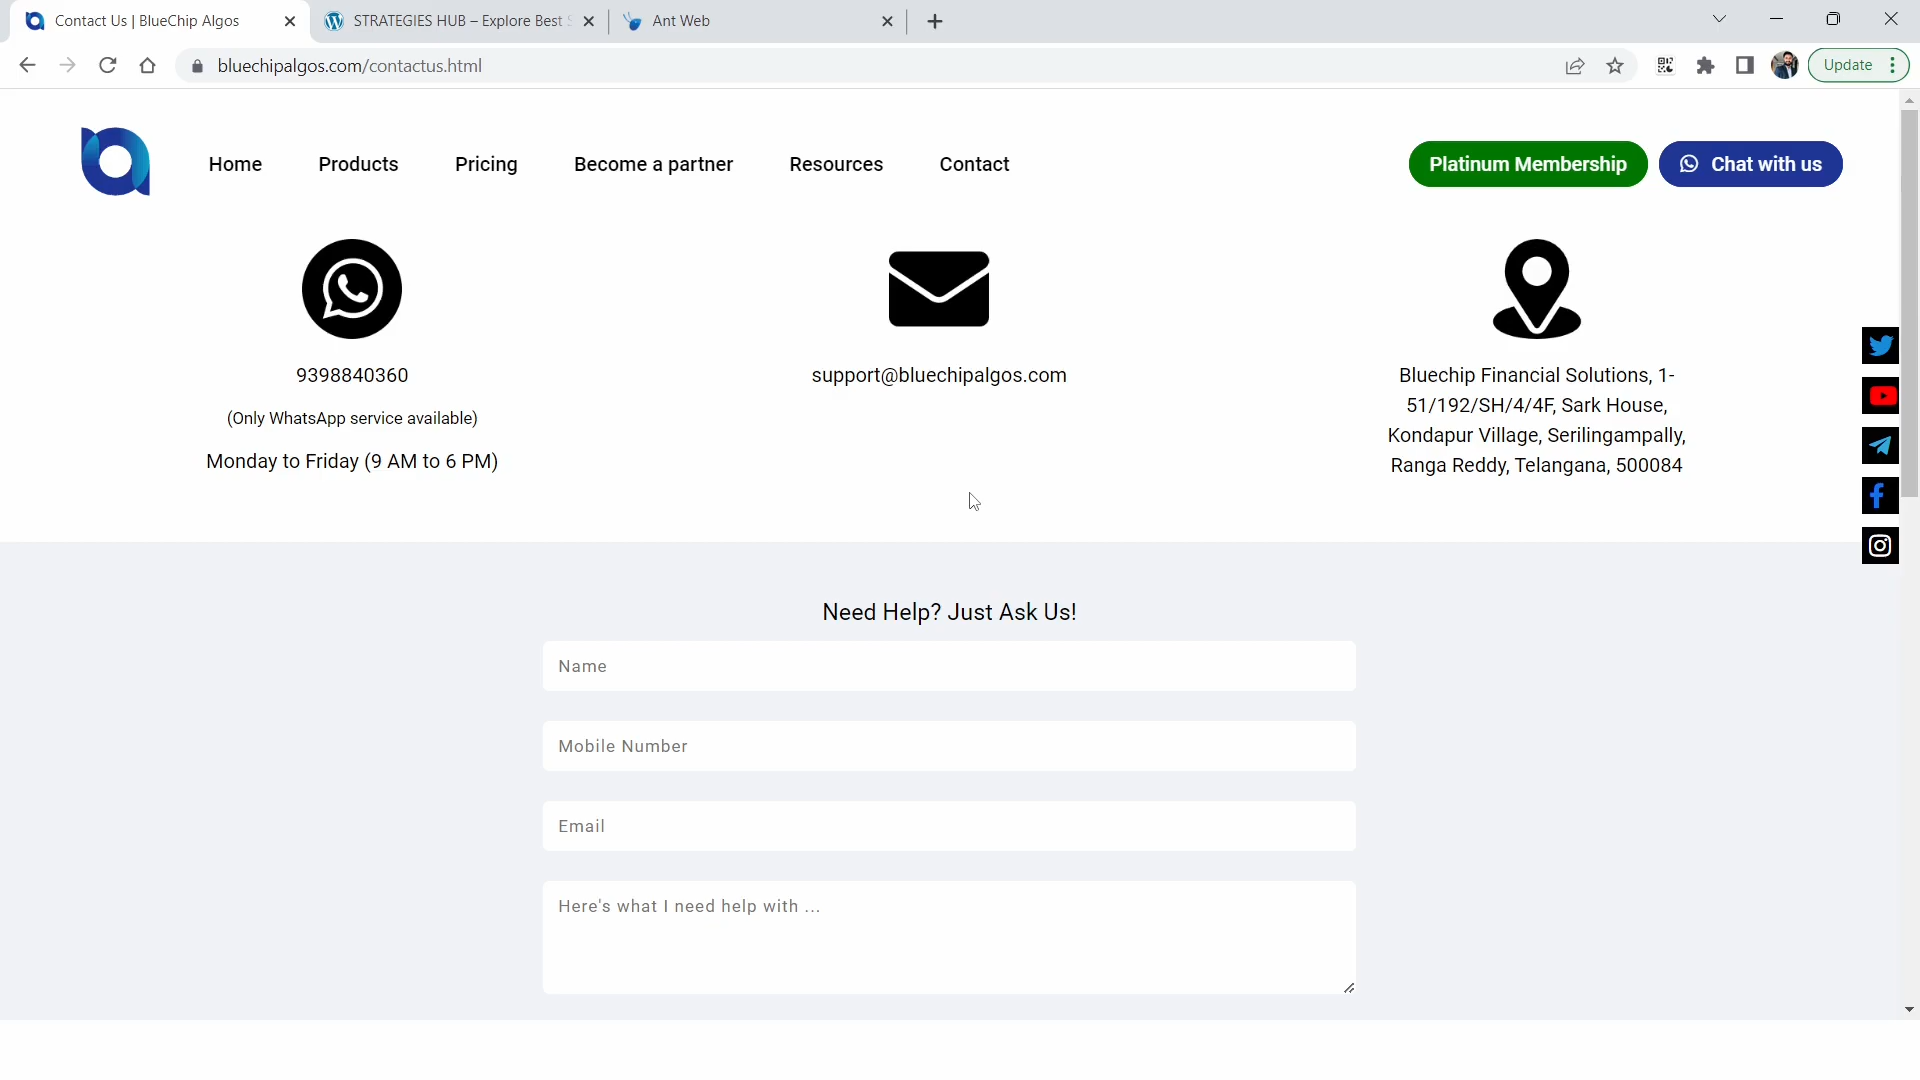 Contact Us | BlueChip Algos
STRATEGIES HUB – Explore Best
Ant Web
bluechipalgos.com/contactus.html
Update
Home
Products
Pricing
Become a partner
Resources
Contact
Platinum Membership
Chat with us
9398840360
(Only WhatsApp service available)
Monday to Friday (9 AM to 6 PM)
support@bluechipalgos.com
Bluechip Financial Solutions, 1-
51/192/SH/4/4F, Sark House,
Kondapur Village, Serilingampally,
Ranga Reddy, Telangana, 500084
Need Help? Just Ask Us!
Name
Mobile Number
Email
Here's what I need help with ...